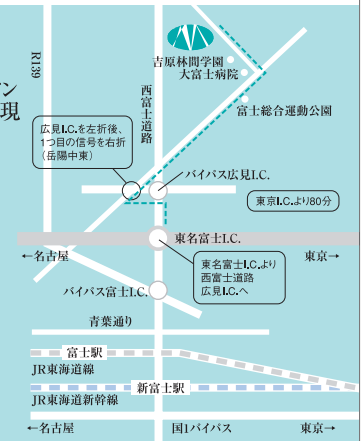 R139
ン
現
吉原林間学園
大富士病院
西富士道路
富士総合運動公園
広見I.C.を左折後、
1つ目の信号を右折
(岳陽中東)
バイパス広見I.C.
東京I.C.より80分
東名富士I.C.
←名古屋
東京→
東名富士I.C.より
西富士道路
広見I.C.へ
バイパス富士I.C.
青葉通り
富士駅
JR東海道線
新富士駅
JR東海道新幹線
←名古屋
国1バイパス
東京→